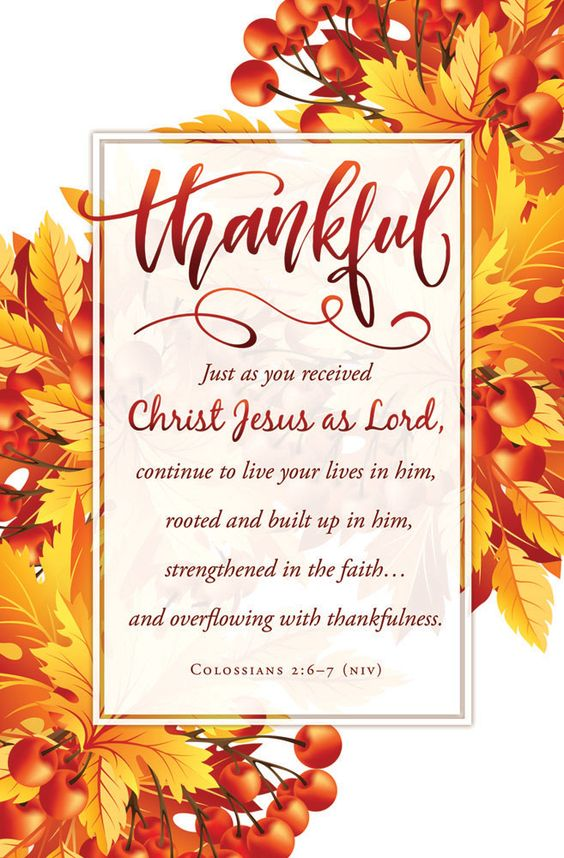 thankful
Just as you received
Christ Jesus as Lord,
continue to live your lives in him,
rooted and built up in him,
strengthened in the faith…
and overflowing with thankfulness.
Colossians 2:6–7 (NIV)